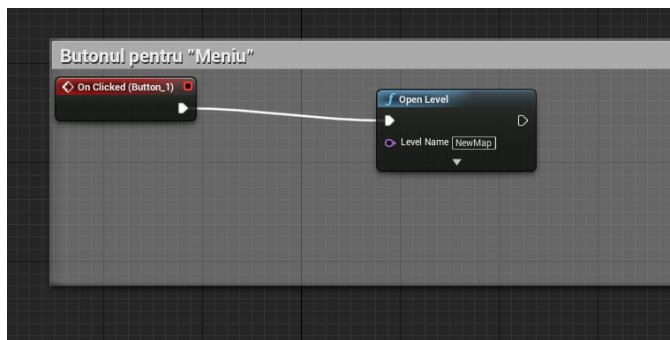 Butonul pentru "Meniu"
On Clicked (Button_1)
Open Level
Level Name NewMap